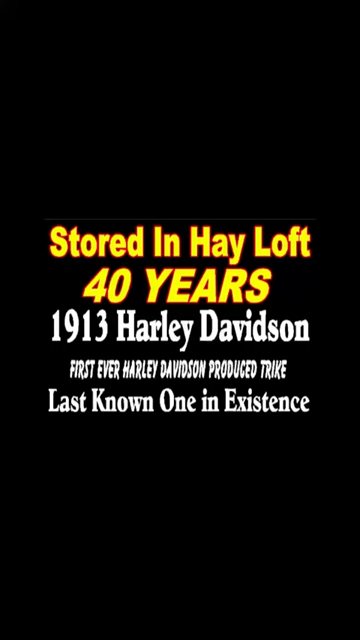 Stored In Hay Loft
40 YEARS
1913 Harley Davidson
FIRST EVER HARLEY DAVIDSON PRODUCED TRIKE
Last Known One in Existence